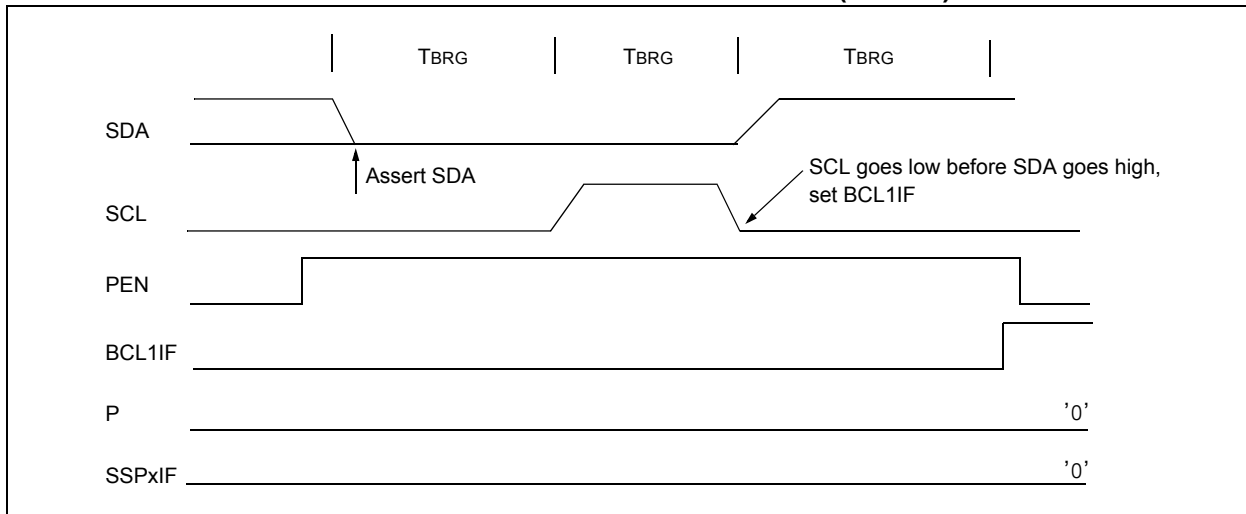 TBRG TBRG TBRG
SDA
Assert SDA
SCL goes low before SDA goes high,
set BCL1IF
SCL
PEN
BCL1IF
P
'0'
SSPxIF
'0'